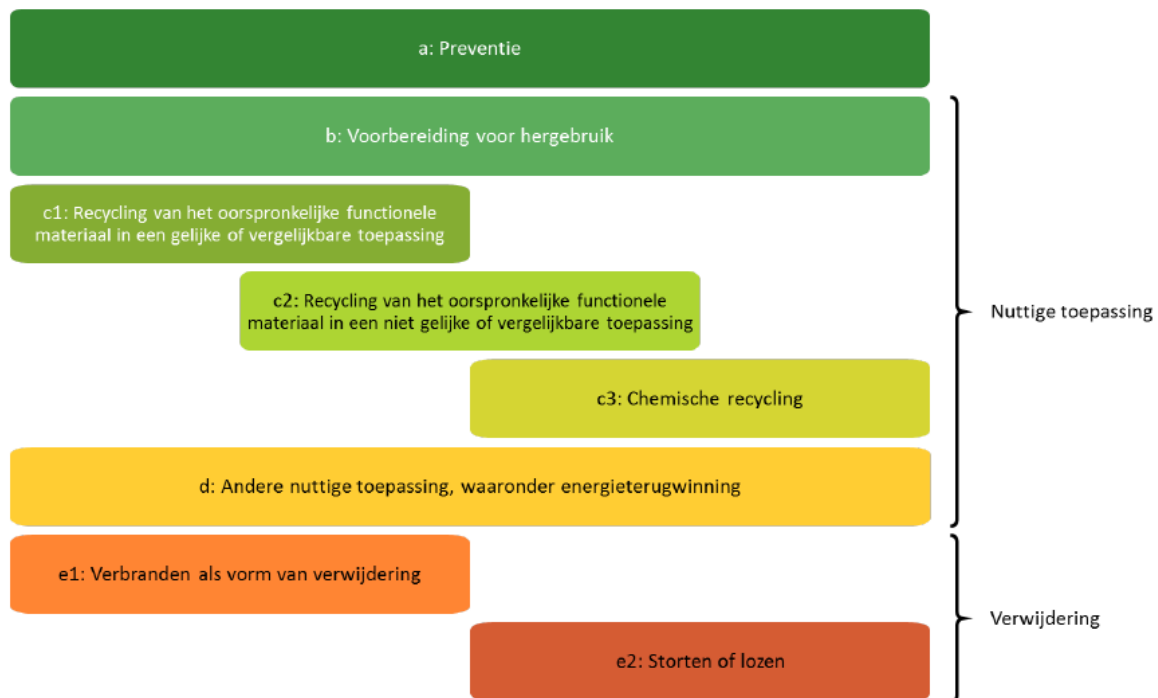 a: Preventie
b: Voorbereiding voor hergebruik
c1: Recycling van het oorspronkelijke functionele
materiaal in een gelijke of vergelijkbare toepassing
c2: Recycling van het oorspronkelijke functionele
materiaal in een niet gelijke of vergelijkbare toepassing
Nuttige toepassing
c3: Chemische recycling
d: Andere nuttige toepassing, waaronder energieterugwinning
e1: Verbranden als vorm van verwijdering
Verwijdering
e2: Storten of lozen